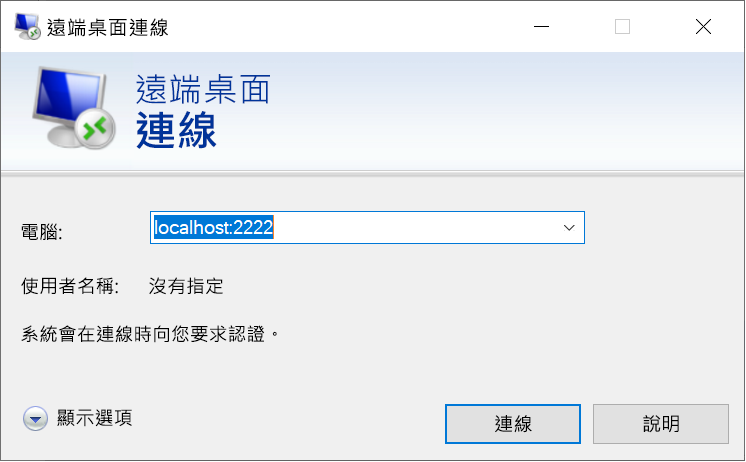 遠端桌面連線
遠端桌面
連線
電腦: localhost:2222
使用者名稱: 沒有指定
系統會在連線時向您要求認證。
顯示選項 連線 說明